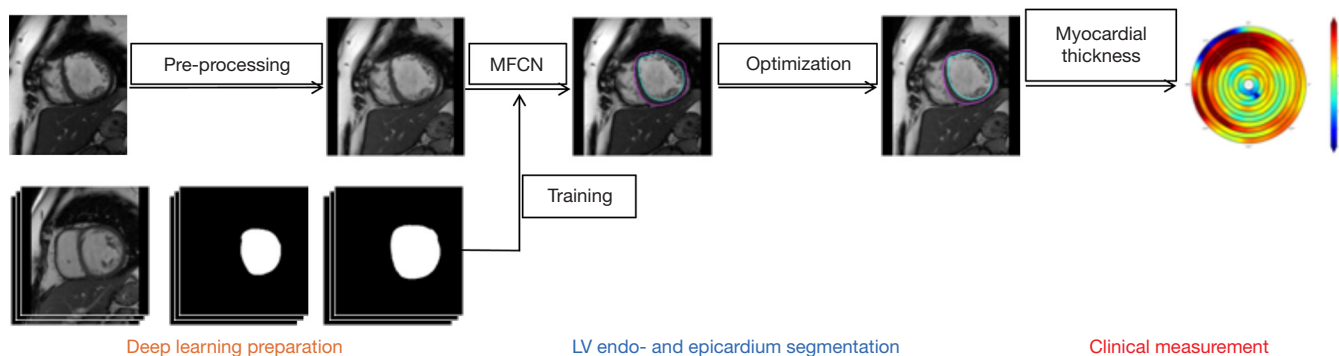 Pre-processing
MFCN
Optimization
Myocardial
thickness
Training
Deep learning preparation
LV endo- and epicardium segmentation
Clinical measurement